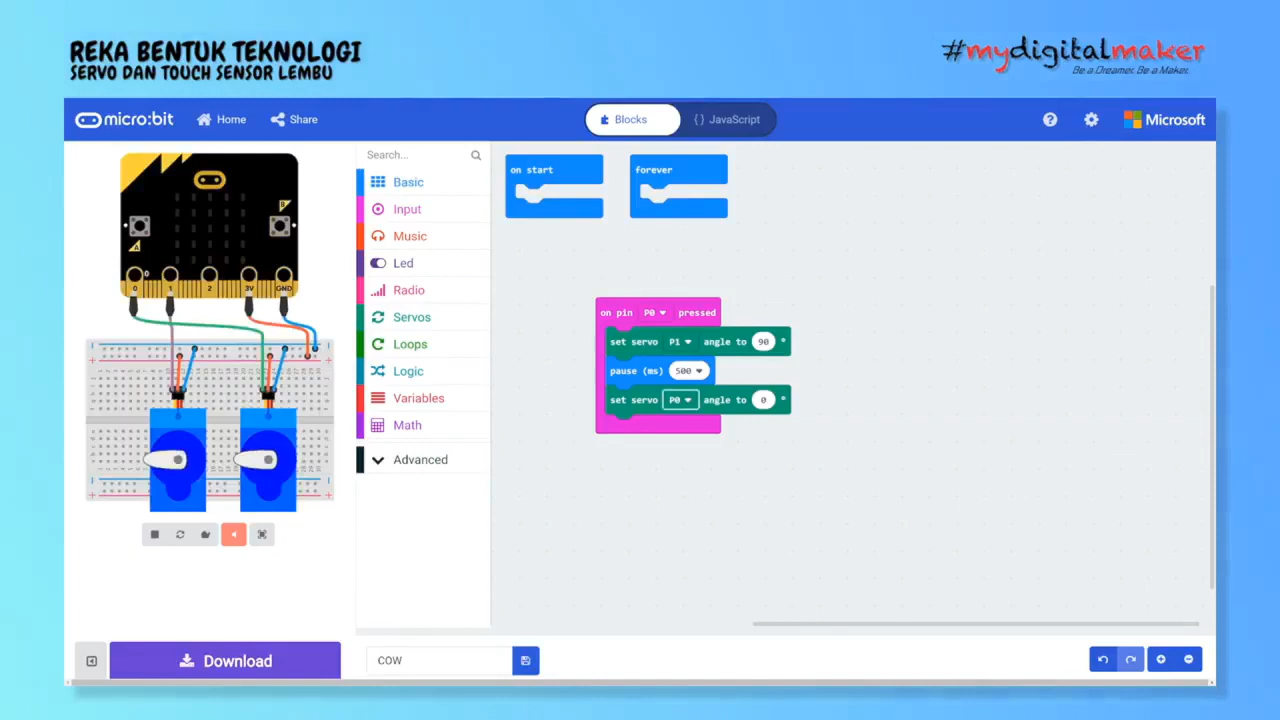 REKA BENTUK TEKNOLOGI
SERVO DAN TOUCH SENSOR LEMBU
#mydigitalmaker
Be a Dreamer. Be a Maker.
micro:bit
Home
Share
Blocks
{ } JavaScript
Microsoft
B
A
0
0 1 2 3V GND
Search...
Basic
Input
Music
Led
Radio
Servos
Loops
Logic
Variables
Math
Advanced
on start
forever
on pin P0 pressed
set servo P1 angle to 90 °
pause (ms) 500
set servo P0 angle to 0 °
Download
COW